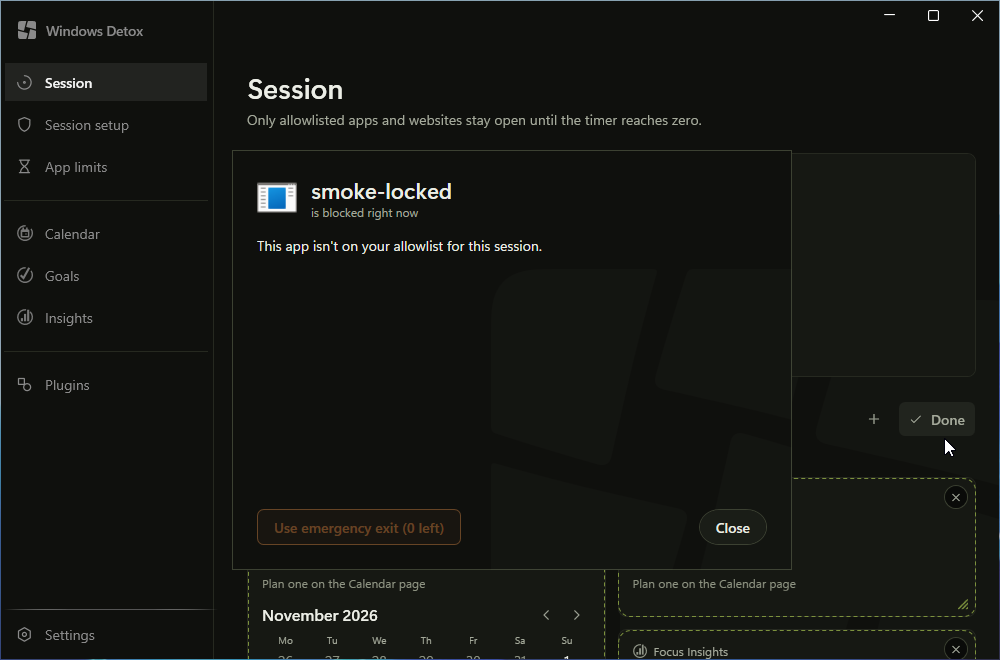 Windows Detox
Session
Session setup
App limits
Calendar
Goals
Insights
Plugins
Settings
Session
Only allowlisted apps and websites stay open until the timer reaches zero.
smoke-locked
is blocked right now
This app isn't on your allowlist for this session.
Use emergency exit (0 left)
Close
Done
Plan one on the Calendar page
Plan one on the Calendar page
November 2026
Mo Tu We Th Fr Sa Su
Focus Insights